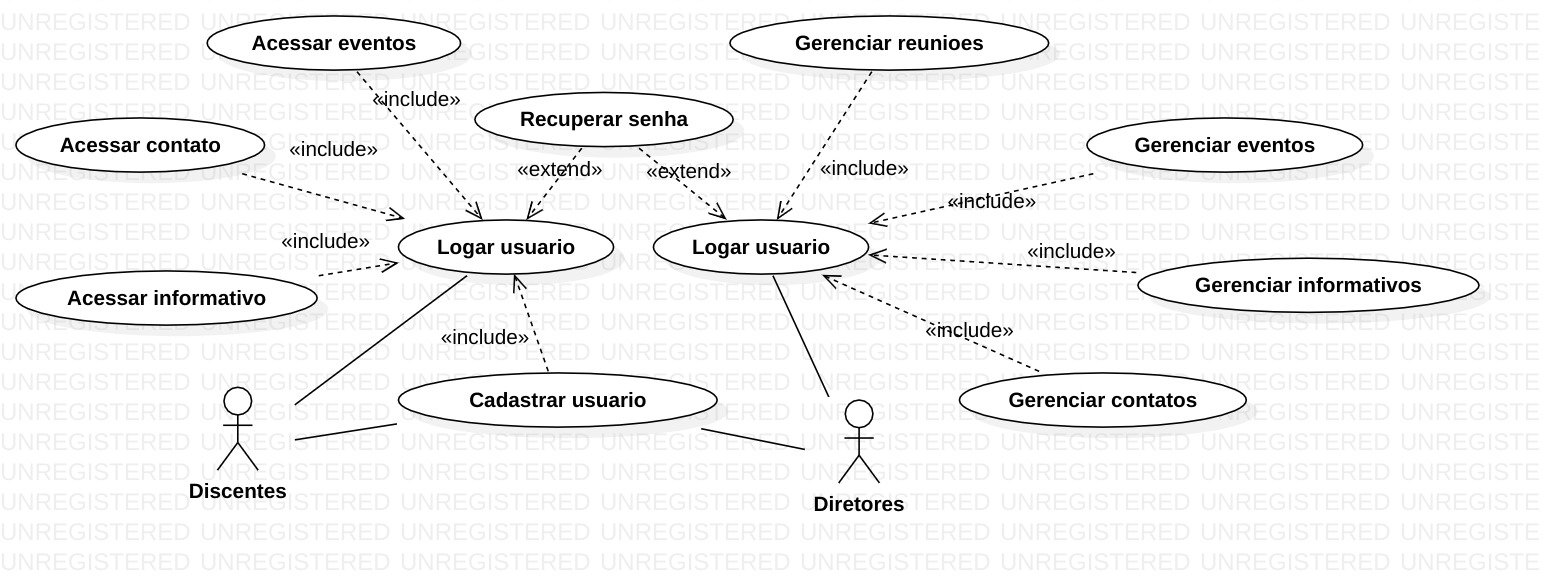 Acessar eventos
Gerenciar reunioes
«include»
Recuperar senha
Acessar contato
«include»
Gerenciar eventos
«extend»
«extend»
«include»
«include»
«include»
Logar usuario
Logar usuario
«include»
Acessar informativo
Gerenciar informativos
«include»
«include»
Cadastrar usuario
Gerenciar contatos
Discentes
Diretores
UNREGISTERED UNREGISTERED UNREGISTERED UNREGISTERED UNREGISTERED UNREGISTERED UNREGISTERED UNREGISTE